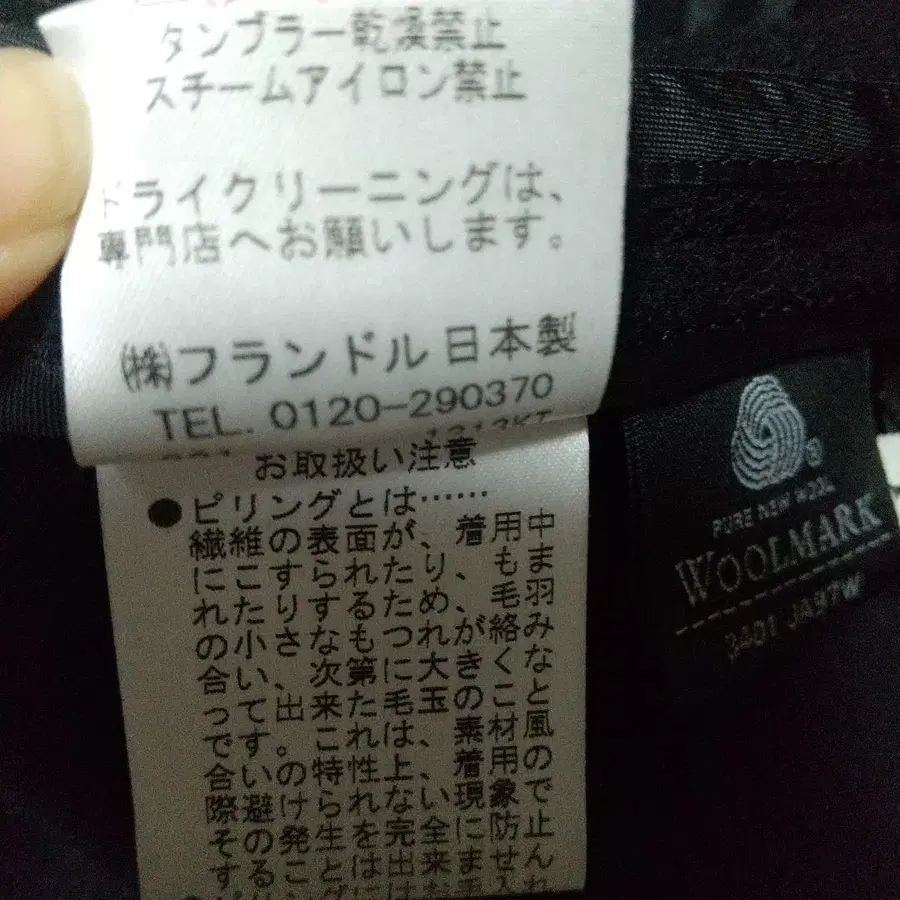 タンブラー乾燥禁止
スチームアイロン禁止
ドライクリーニングは、
専門店へお願いします。
㈱フランドル 日本製
TEL. 0120-290370
お取扱い注意
●ピリングとは……
繊維の表面が、着用中
にこすられたり、もま
れたりするため、毛羽
の小さなもつれが絡み
合い、次第に大きくな
って出来た毛玉のこと
です。これは、素材風
合いの特性上、着用の
際避けられない現象で
その発生を完全に防止
することは出来ません
PURE NEW WOOL
WOOLMARK
3401 JA97W